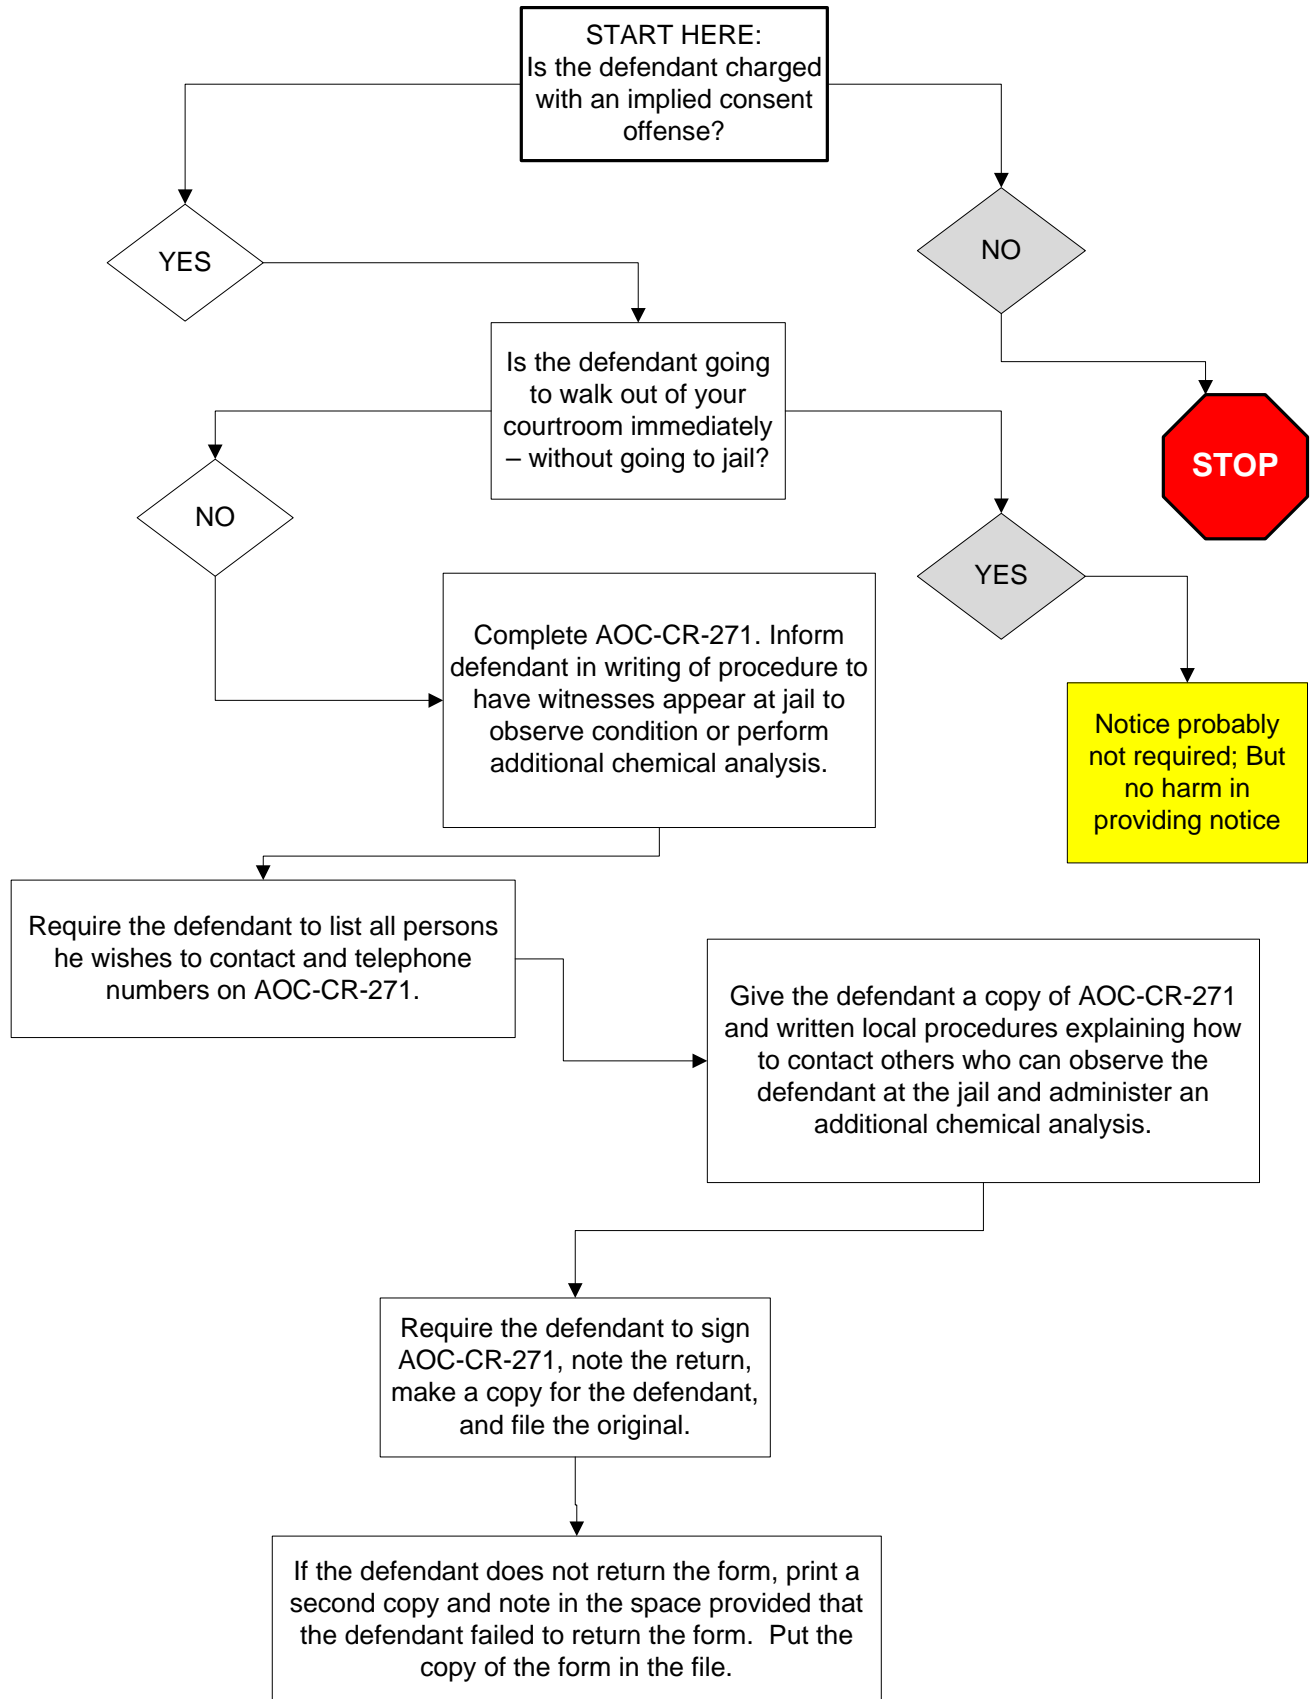 START HERE:
Is the defendant charged
with an implied consent
offense?
YES
NO
Is the defendant going
to walk out of your
courtroom immediately
– without going to jail?
STOP
NO
YES
Complete AOC-CR-271. Inform
defendant in writing of procedure to
have witnesses appear at jail to
observe condition or perform
additional chemical analysis.
Notice probably
not required; But
no harm in
providing notice
Require the defendant to list all persons
he wishes to contact and telephone
numbers on AOC-CR-271.
Give the defendant a copy of AOC-CR-271
and written local procedures explaining how
to contact others who can observe the
defendant at the jail and administer an
additional chemical analysis.
Require the defendant to sign
AOC-CR-271, note the return,
make a copy for the defendant,
and file the original.
If the defendant does not return the form, print a
second copy and note in the space provided that
the defendant failed to return the form.  Put the
copy of the form in the file.